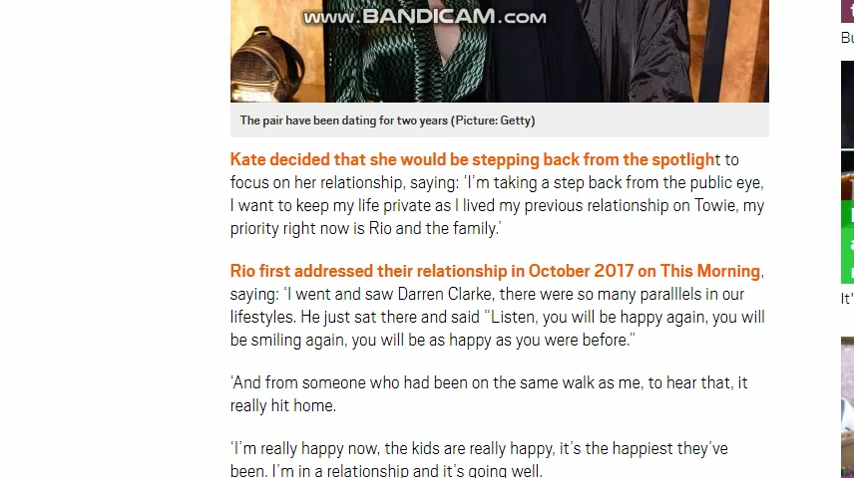 www.BANDICAM.com
The pair have been dating for two years (Picture: Getty)
Kate decided that she would be stepping back from the spotlight to
focus on her relationship, saying: ‘I’m taking a step back from the public eye,
I want to keep my life private as I lived my previous relationship on Towie, my
priority right now is Rio and the family.’
Rio first addressed their relationship in October 2017 on This Morning,
saying: ‘I went and saw Darren Clarke, there were so many paralllels in our
lifestyles. He just sat there and said “Listen, you will be happy again, you will
be smiling again, you will be as happy as you were before.”
‘And from someone who had been on the same walk as me, to hear that, it
really hit home.
‘I’m really happy now, the kids are really happy, it’s the happiest they’ve
been. I’m in a relationship and it’s going well.
Bu
It’